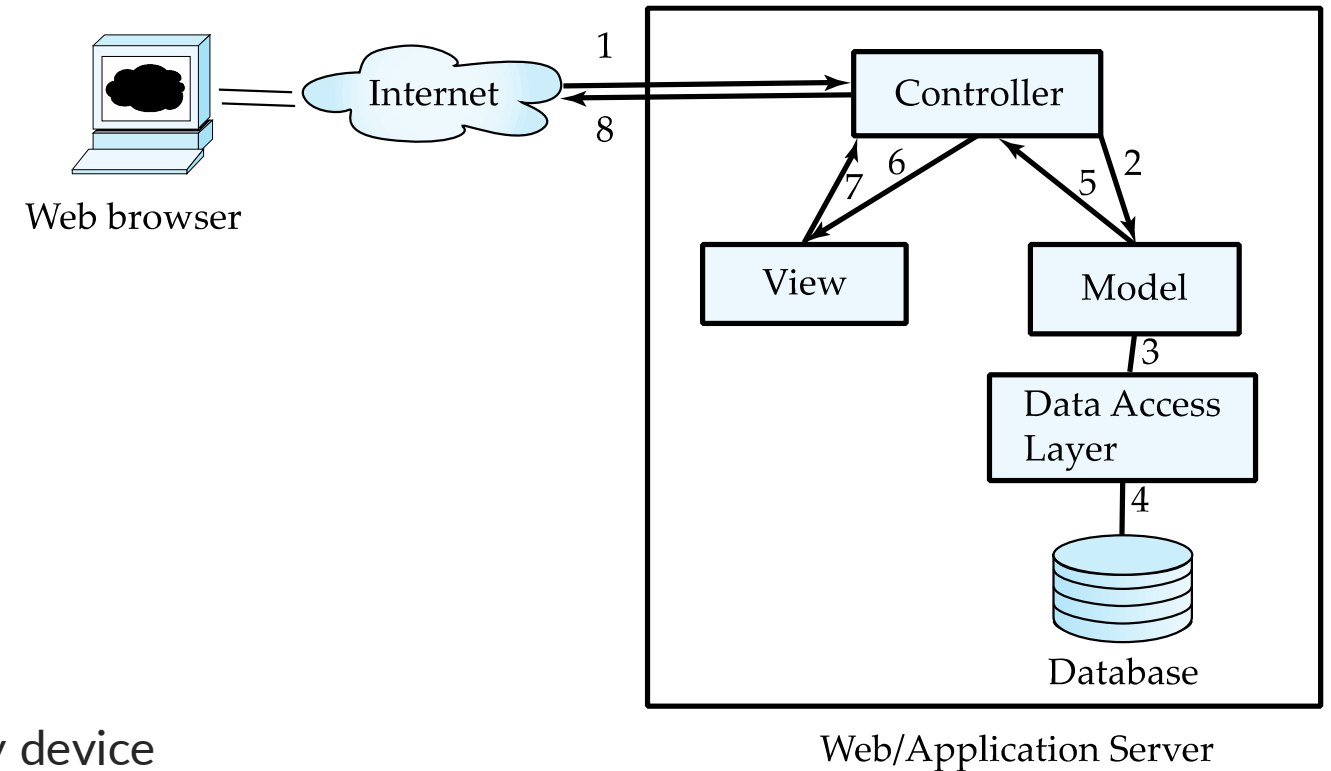 1
Internet
Controller
8
Web browser
6
7
5
2
View
Model
3
Data Access
Layer
4
Database
device
Web/Application Server